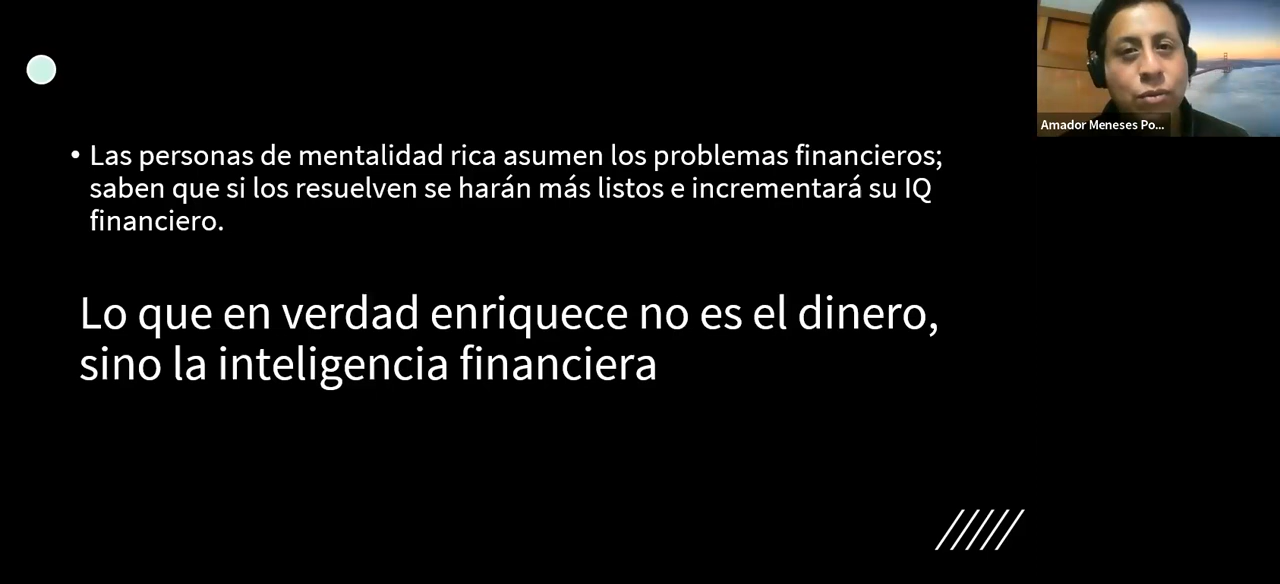 • Las personas de mentalidad rica asumen los problemas financieros;
saben que si los resuelven se harán más listos e incrementará su IQ
financiero.
Lo que en verdad enriquece no es el dinero,
sino la inteligencia financiera
Amador Meneses Po...